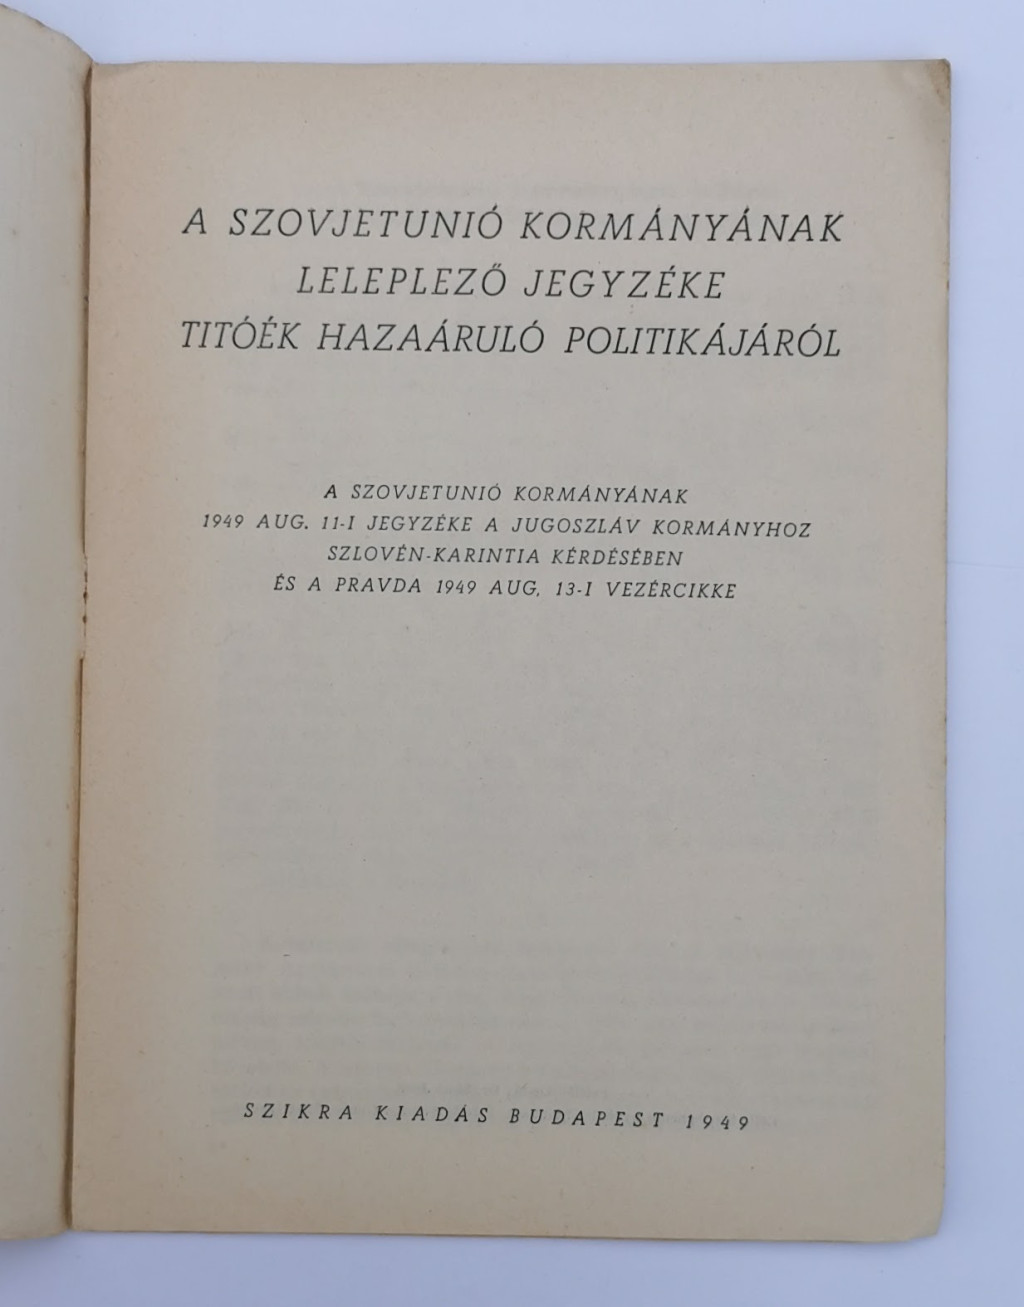 A SZOVJETUNIÓ KORMÁNYÁNAK
LELEPLEZŐ JEGYZÉKE
TITÓÉK HAZAÁRULÓ POLITIKÁJÁRÓL
A SZOVJETUNIÓ KORMÁNYÁNAK
1949 AUG. 11-I JEGYZÉKE A JUGOSZLÁV KORMÁNYHOZ
SZLOVÉN-KARINTIA KÉRDÉSÉBEN
ÉS A PRAVDA 1949 AUG. 13-I VEZÉRCIKKE
SZIKRA KIADÁS BUDAPEST 1949